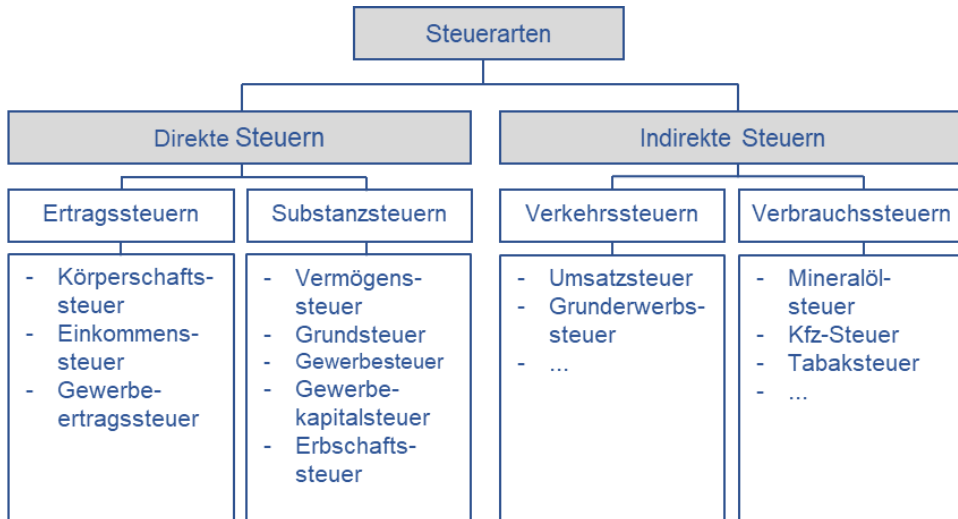 Steuerarten
Direkte Steuern
Indirekte Steuern
Ertragssteuern
Substanzsteuern
Verkehrssteuern
Verbrauchssteuern
- Körperschafts-
steuer
- Einkommens-
steuer
- Gewerbe-
ertragssteuer
- Vermögens-
steuer
- Grundsteuer
- Gewerbesteuer
- Gewerbe-
kapitalsteuer
- Erbschafts-
steuer
- Umsatzsteuer
- Grunderwerbs-
steuer
- ...
- Mineralöl-
steuer
- Kfz-Steuer
- Tabaksteuer
- ...